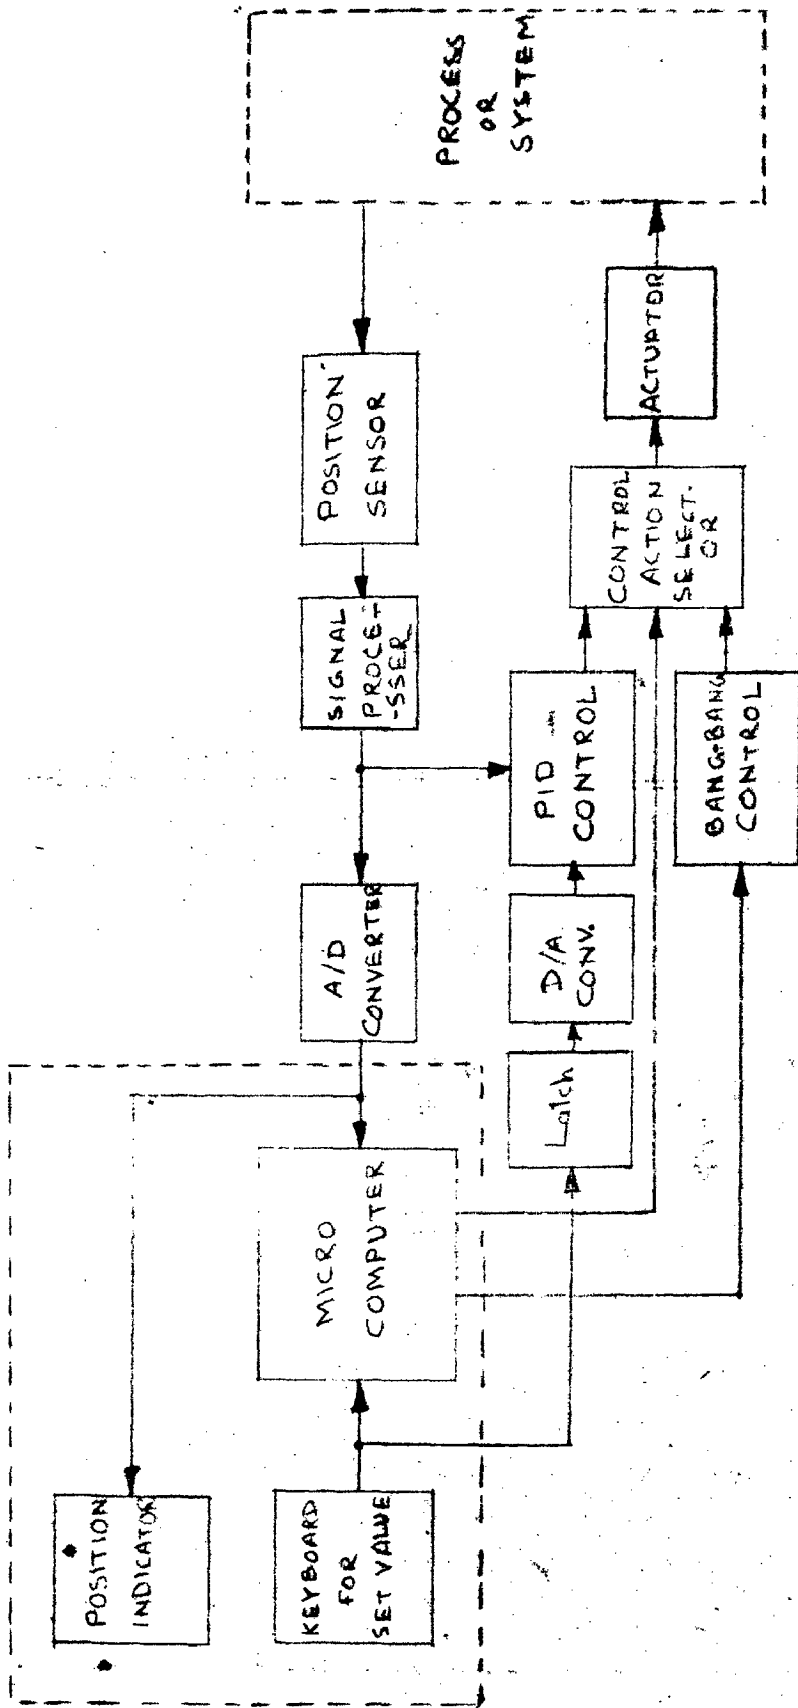 POSITION
INDICATOR
KEYBOARD
FOR
SET VALUE
MICRO
COMPUTER
A/D
CONVERTER
SIGNAL
PROCE-
-SSER
POSITION
SENSOR
PROCESS
OR
SYSTEM
Latch
D/A
CONV.
PID
CONTROL
BANG-BANG
CONTROL
CONTROL
ACTION
SELECT-
OR
ACTUATOR